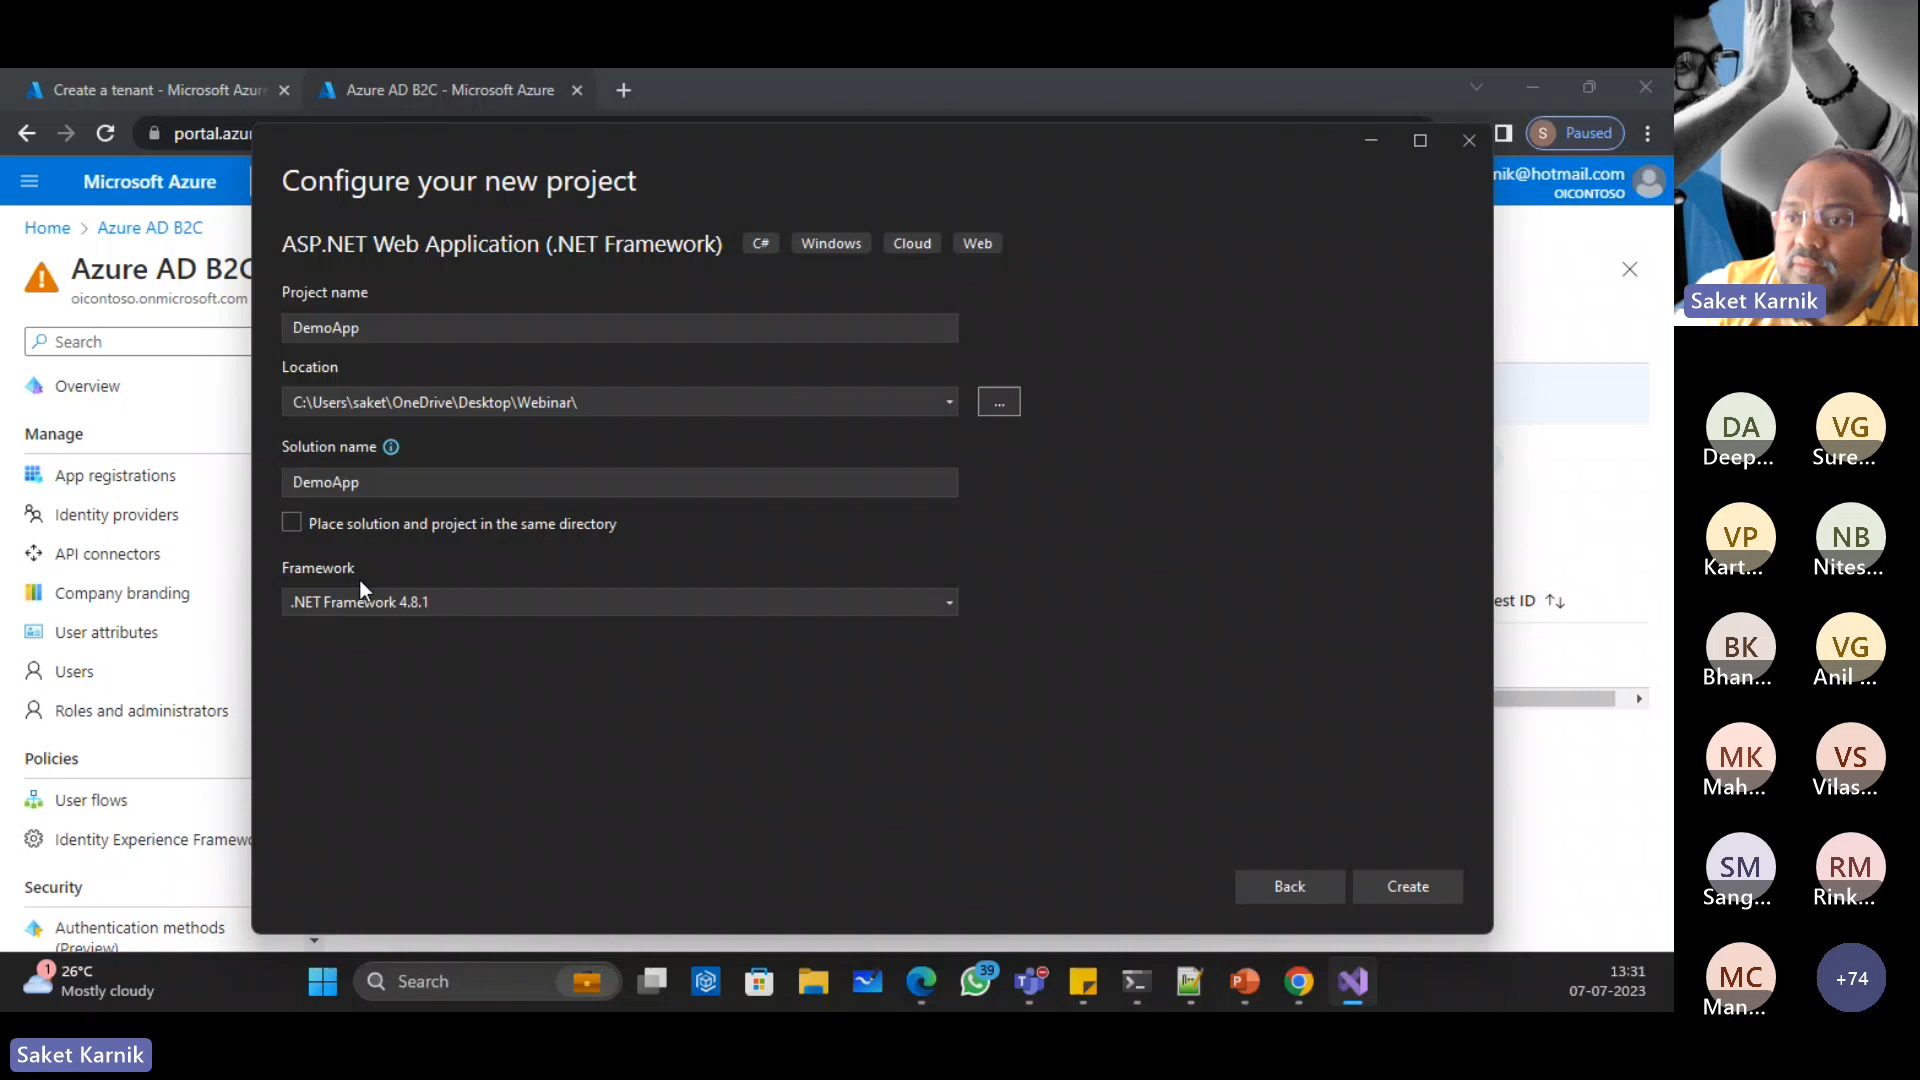 Create a tenant - Microsoft Azure
Azure AD B2C - Microsoft Azure
portal.azu
S Paused
Microsoft Azure
nik@hotmail.com
OICONTOSO
Home > Azure AD B2C
Azure AD B2C
oicontoso.onmicrosoft.com
Search
Overview
Manage
App registrations
Identity providers
API connectors
Company branding
User attributes
Users
Roles and administrators
Policies
User flows
Identity Experience Framewo
Security
Authentication methods
(Preview)
Configure your new project
ASP.NET Web Application (.NET Framework) C# Windows Cloud Web
Project name
DemoApp
Location
C:\Users\saket\OneDrive\Desktop\Webinar\
...
Solution name
DemoApp
Place solution and project in the same directory
Framework
.NET Framework 4.8.1
Back Create
est ID
1
26°C
Mostly cloudy
Search
39
13:31
07-07-2023
Saket Karnik
Saket Karnik
DA VG
Deep... Sure...
VP NB
Kart... Nites...
BK VG
Bhan... Anil ...
MK VS
Mah... Vilas...
SM RM
Sang... Rink...
MC +74
Man...